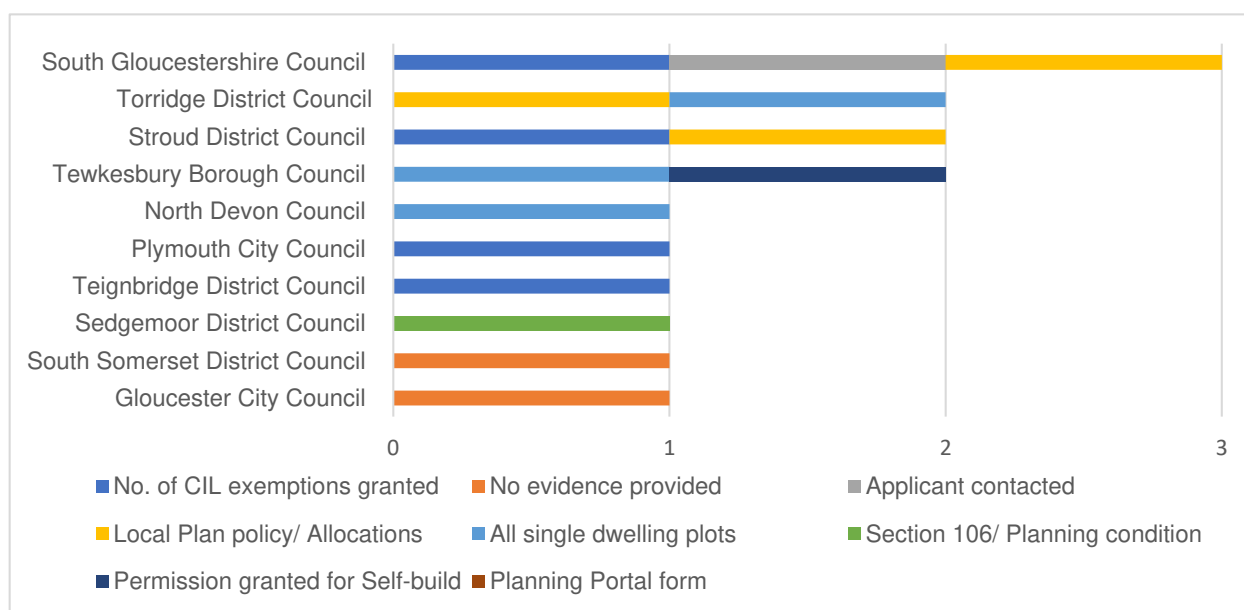 South Gloucestershire Council
Torridge District Council
Stroud District Council
Tewkesbury Borough Council
North Devon Council
Plymouth City Council
Teignbridge District Council
Sedgemoor District Council
South Somerset District Council
Gloucester City Council
0 1 2 3
No. of CIL exemptions granted No evidence provided Applicant contacted
Local Plan policy/ Allocations All single dwelling plots Section 106/ Planning condition
Permission granted for Self-build Planning Portal form